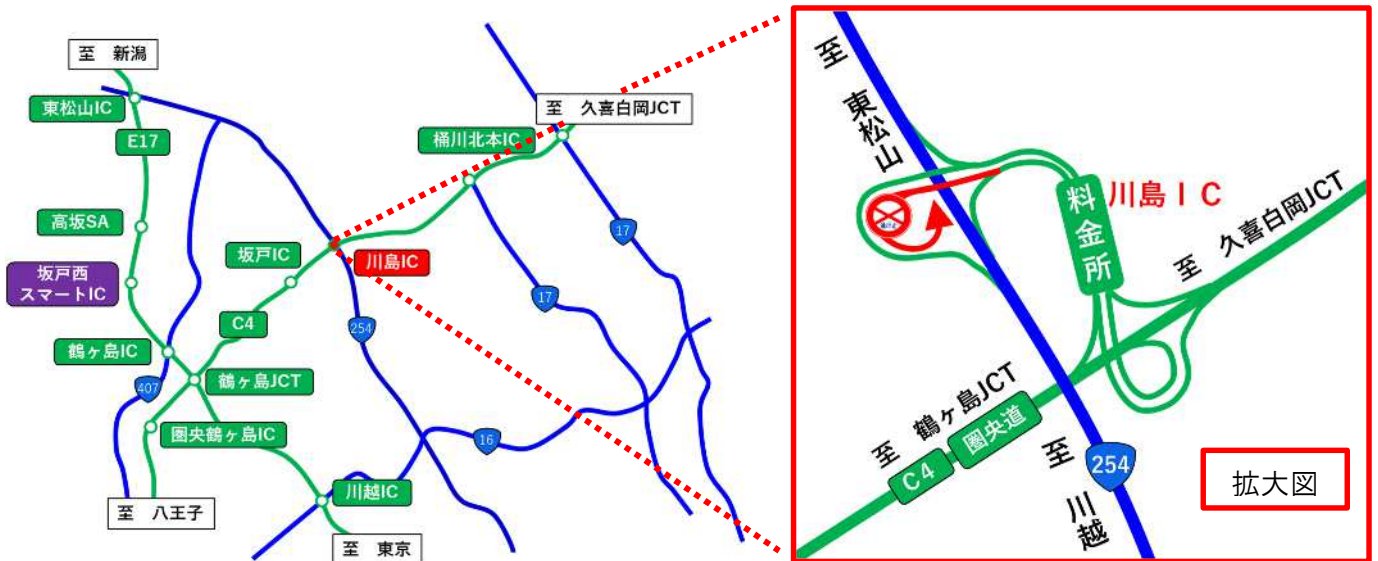 至 新潟
東松山IC
E17
高坂SA
坂戸西
スマートIC
鶴ヶ島IC
407
鶴ヶ島JCT
圏央鶴ヶ島IC
至 八王子
C4
坂戸IC
川島IC
254
桶川北本IC
至 久喜白岡JCT
17
17
16
川越IC
至 東京
至 東松山
料金所
川島IC
至 久喜白岡JCT
至 鶴ヶ島JCT
C4
圏央道
254
至 川越
拡大図